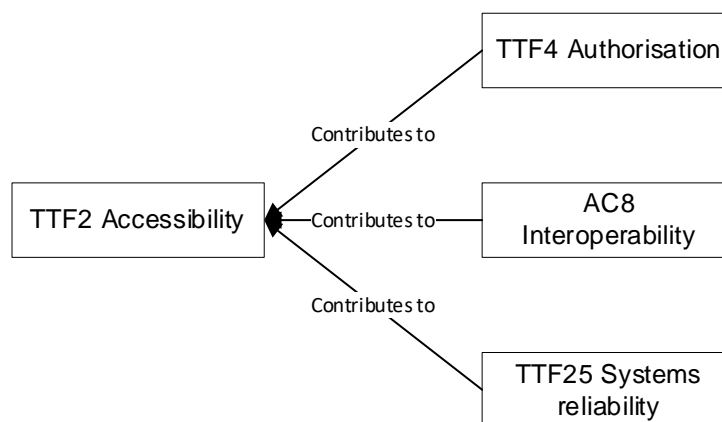 TTF4 Authorisation
Contributes to
TTF2 Accessibility
Contributes to
AC8
Interoperability
Contributes to
TTF25 Systems
reliability